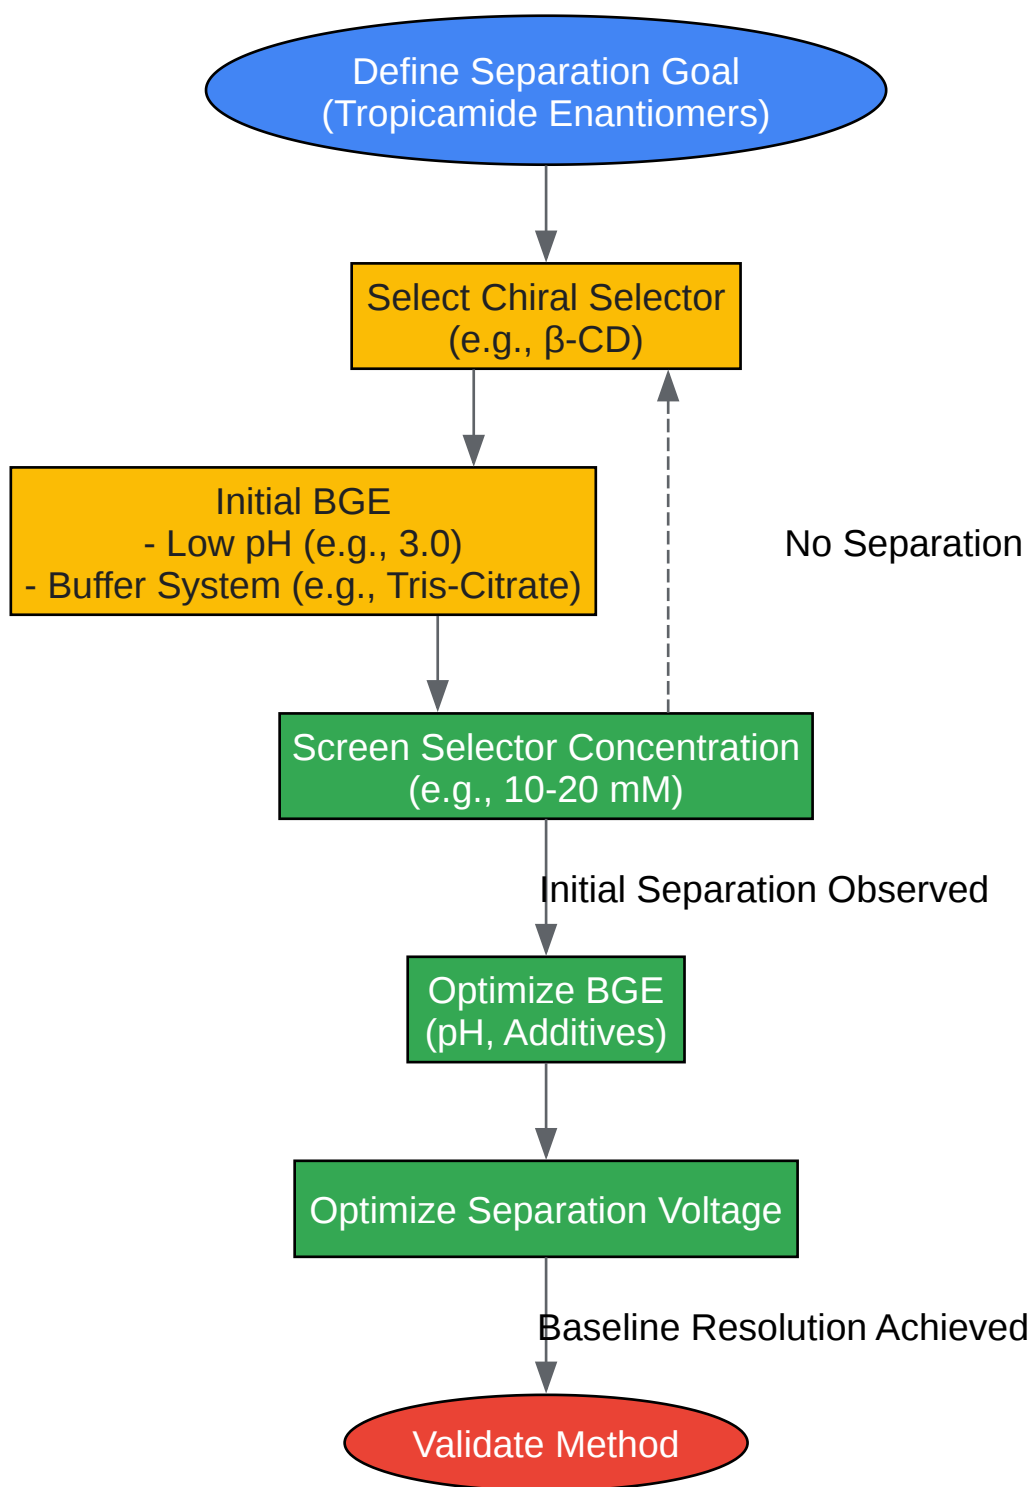 Define Separation Goal
(Tropicamide Enantiomers)
Select Chiral Selector
(e.g., β-CD)
Initial BGE
- Low pH (e.g., 3.0)
- Buffer System (e.g., Tris-Citrate)
No Separation
Screen Selector Concentration
(e.g., 10-20 mM)
Initial Separation Observed
Optimize BGE
(pH, Additives)
Optimize Separation Voltage
Baseline Resolution Achieved
Validate Method